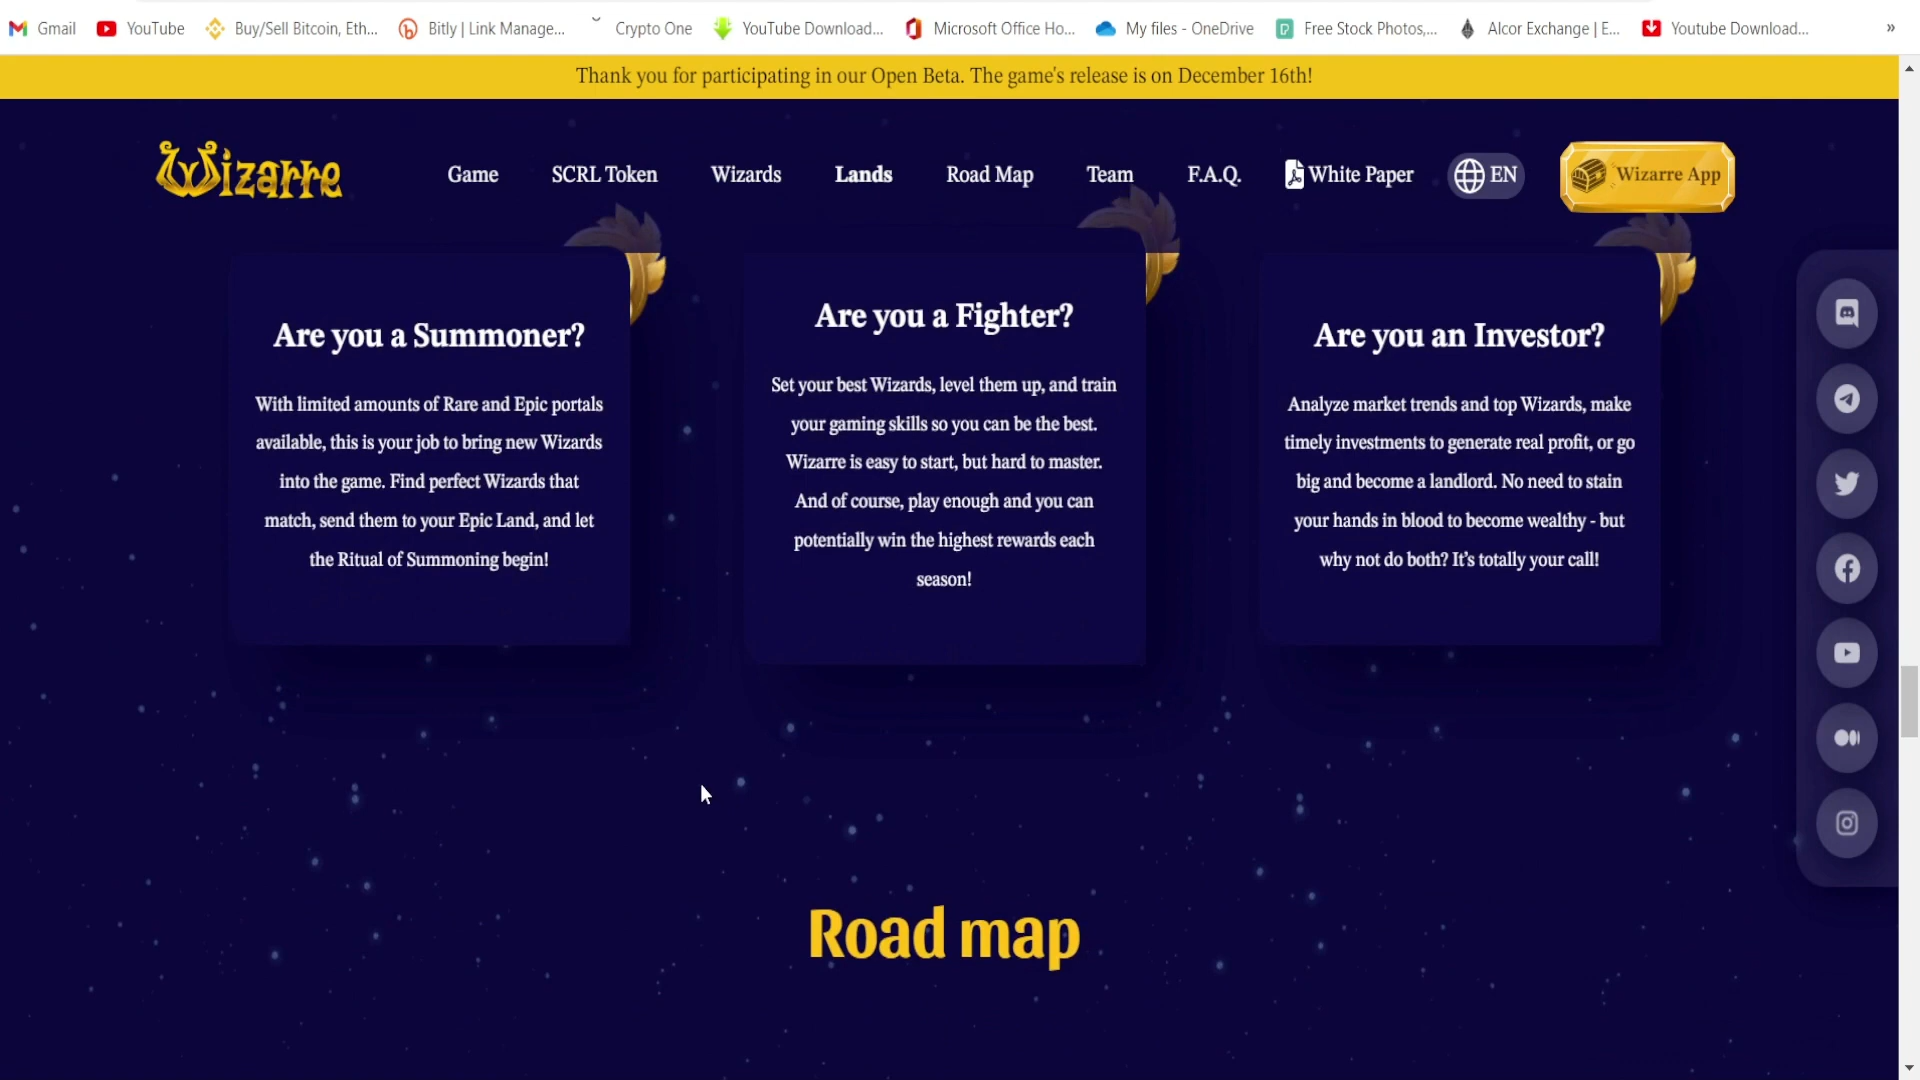 Gmail YouTube Buy/Sell Bitcoin, Eth... Bitly | Link Manage... Crypto One YouTube Download... Microsoft Office Ho... My files - OneDrive Free Stock Photos,... Alcor Exchange | E... Youtube Download... »
Thank you for participating in our Open Beta. The game's release is on December 16th!
Wizarre Game SCRL Token Wizards Lands Road Map Team F.A.Q. White Paper EN Wizarre App
Are you a Summoner?
With limited amounts of Rare and Epic portals
available, this is your job to bring new Wizards
into the game. Find perfect Wizards that
match, send them to your Epic Land, and let
the Ritual of Summoning begin!
Are you a Fighter?
Set your best Wizards, level them up, and train
your gaming skills so you can be the best.
Wizarre is easy to start, but hard to master.
And of course, play enough and you can
potentially win the highest rewards each
season!
Are you an Investor?
Analyze market trends and top Wizards, make
timely investments to generate real profit, or go
big and become a landlord. No need to stain
your hands in blood to become wealthy - but
why not do both? It's totally your call!
Road map